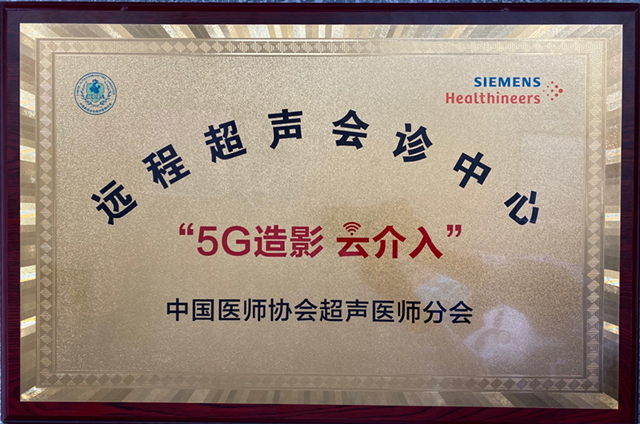 SIEMENS
Healthineers
远程超声会诊中心
“5G造影 云介入”
中国医师协会超声医师分会